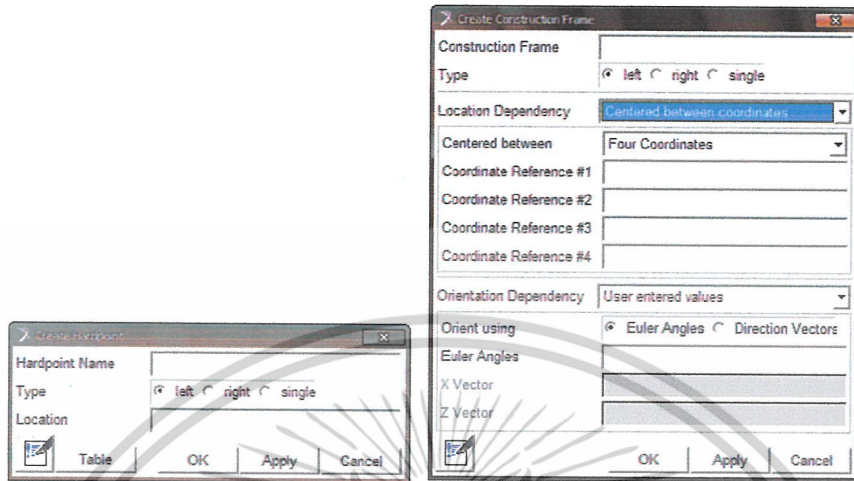 Create Hardpoint
Hardpoint Name
Type left right single
Location
Table OK Apply Cancel
Create Construction Frame
Construction Frame
Type left right single
Location Dependency Centered between coordinates
Centered between Four Coordinates
Coordinate Reference #1
Coordinate Reference #2
Coordinate Reference #3
Coordinate Reference #4
Orientation Dependency User entered values
Orient using Euler Angles Direction Vectors
Euler Angles
X Vector
Z Vector
OK Apply Cancel